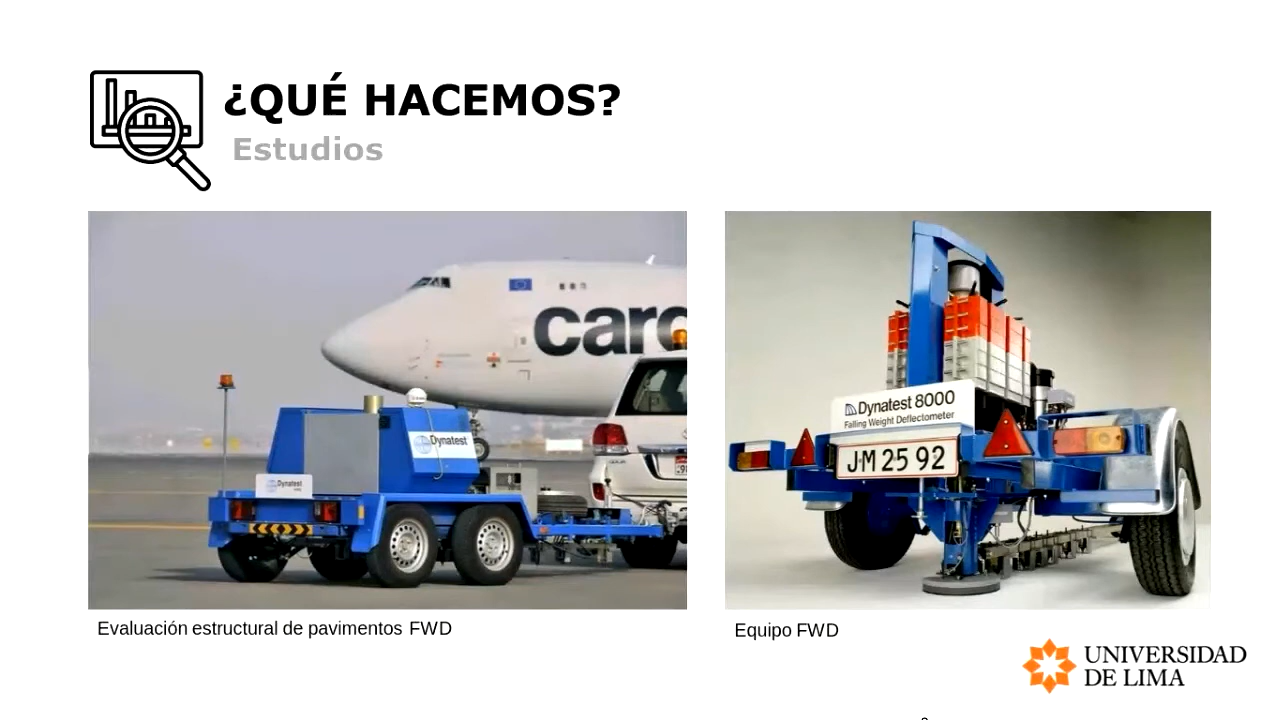 ¿QUÉ HACEMOS?
Estudios
carg
Dynatest
Dynatest
Dynatest 8000
Falling Weight Deflectometer
JM 25 92
Evaluación estructural de pavimentos FWD
Equipo FWD
UNIVERSIDAD
DE LIMA